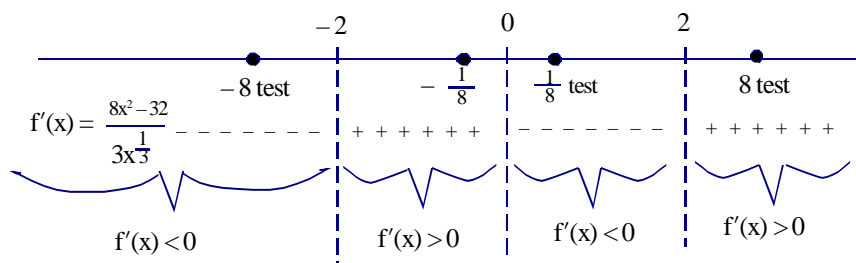 −2 0 2
−8 test − 1/8 1/8 test 8 test
f′(x) = (8x² − 32)/(3x^(1/3)) − − − − − − − + + + + + + − − − − − − − + + + + + +
f′(x) < 0 f′(x) > 0 f′(x) < 0 f′(x) > 0